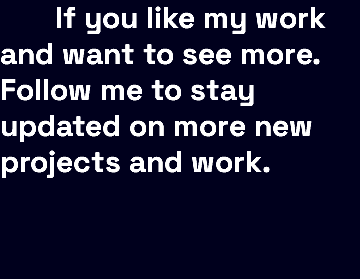 If you like my work
and want to see more.
Follow me to stay
updated on more new
projects and work.